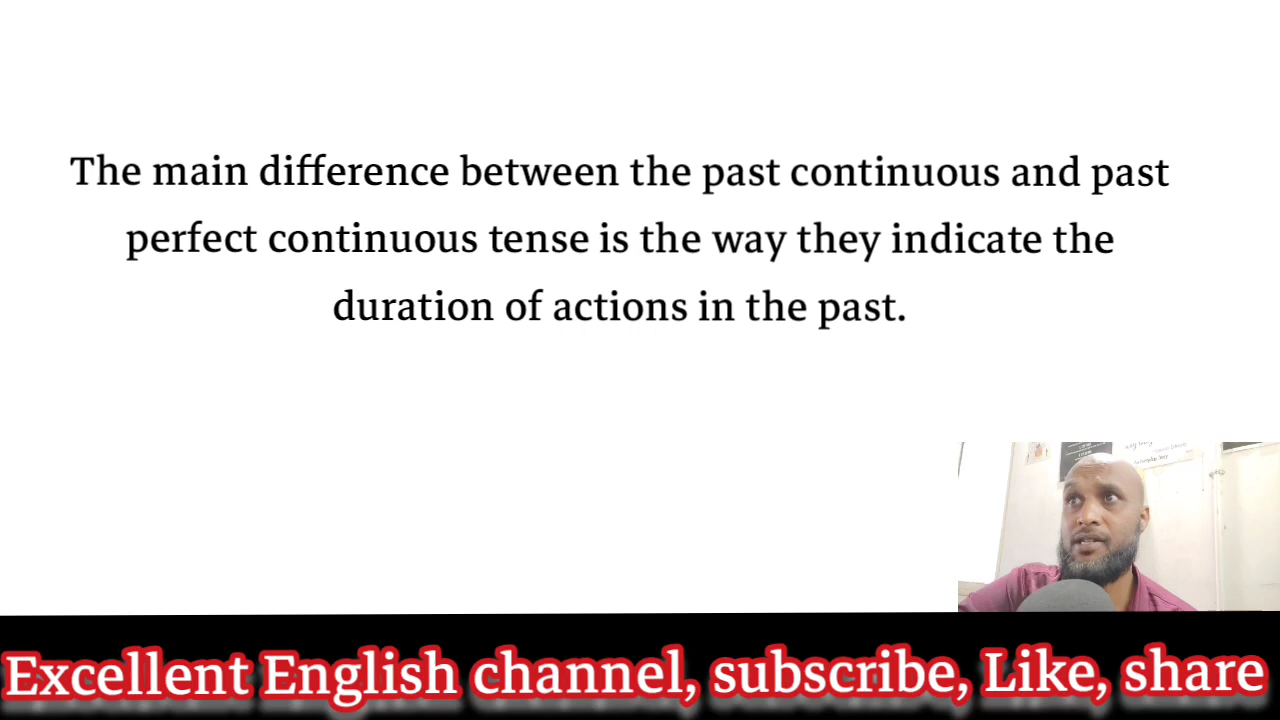 The main difference between the past continuous and past
perfect continuous tense is the way they indicate the
duration of actions in the past.
Excellent English channel, subscribe, Like, share